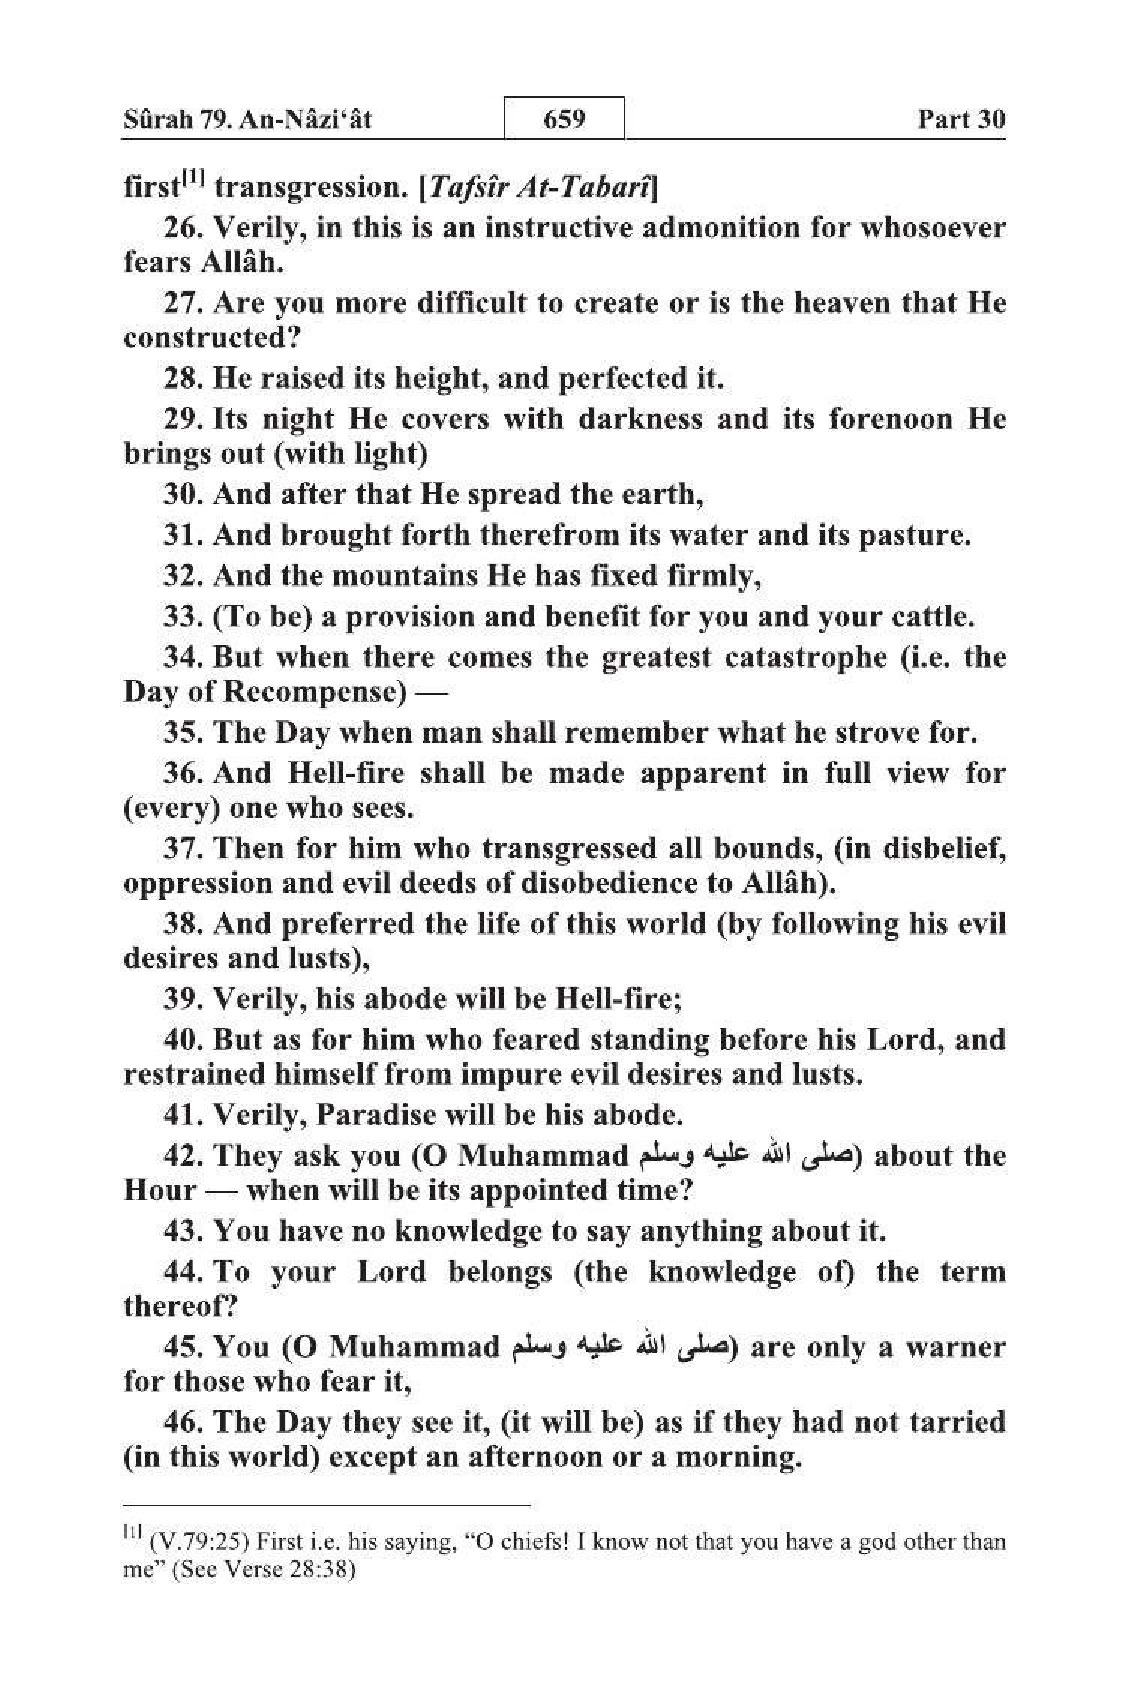 Sûrah 79. An-Nâzi‘ât 659 Part 30
first[1] transgression. [Tafsîr At-Tabarî]
26. Verily, in this is an instructive admonition for whosoever
fears Allâh.
27. Are you more difficult to create or is the heaven that He
constructed?
28. He raised its height, and perfected it.
29. Its night He covers with darkness and its forenoon He
brings out (with light)
30. And after that He spread the earth,
31. And brought forth therefrom its water and its pasture.
32. And the mountains He has fixed firmly,
33. (To be) a provision and benefit for you and your cattle.
34. But when there comes the greatest catastrophe (i.e. the
Day of Recompense) —
35. The Day when man shall remember what he strove for.
36. And Hell-fire shall be made apparent in full view for
(every) one who sees.
37. Then for him who transgressed all bounds, (in disbelief,
oppression and evil deeds of disobedience to Allâh).
38. And preferred the life of this world (by following his evil
desires and lusts),
39. Verily, his abode will be Hell-fire;
40. But as for him who feared standing before his Lord, and
restrained himself from impure evil desires and lusts.
41. Verily, Paradise will be his abode.
42. They ask you (O Muhammad صلى الله عليه وسلم) about the
Hour — when will be its appointed time?
43. You have no knowledge to say anything about it.
44. To your Lord belongs (the knowledge of) the term
thereof?
45. You (O Muhammad صلى الله عليه وسلم) are only a warner
for those who fear it,
46. The Day they see it, (it will be) as if they had not tarried
(in this world) except an afternoon or a morning.
[1] (V.79:25) First i.e. his saying, “O chiefs! I know not that you have a god other than
me” (See Verse 28:38)